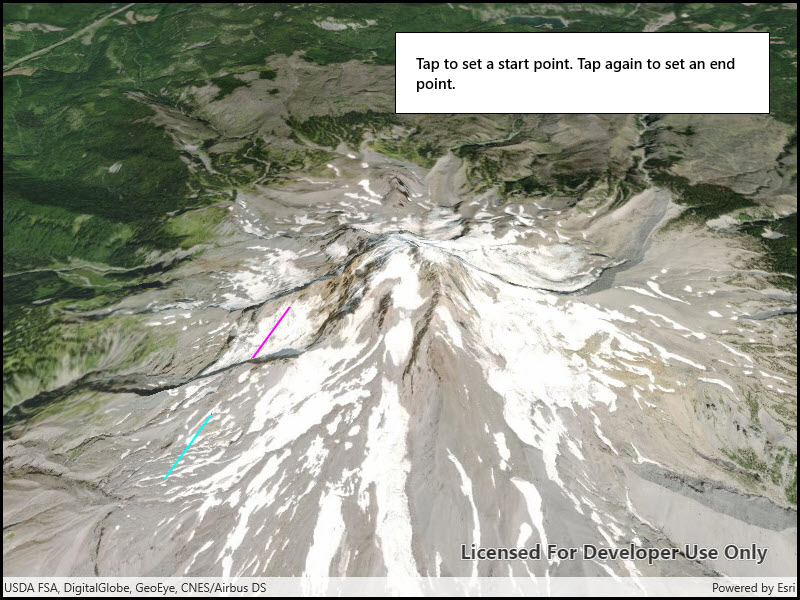 Tap to set a start point. Tap again to set an end
point.
Licensed For Developer Use Only
USDA FSA, DigitalGlobe, GeoEye, CNES/Airbus DS
Powered by Esri